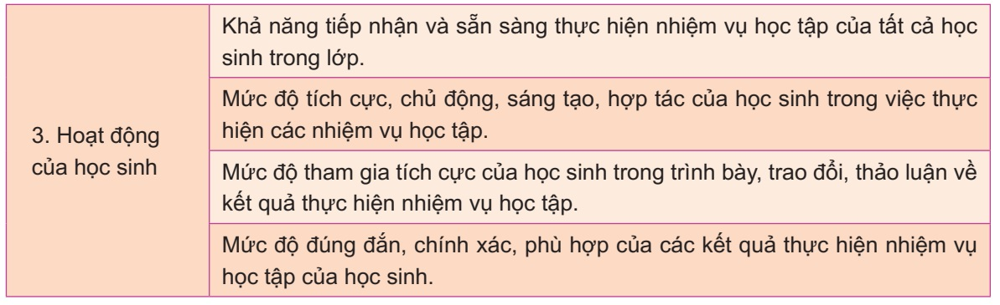 3. Hoạt động
của học sinh
Khả năng tiếp nhận và sẵn sàng thực hiện nhiệm vụ học tập của tất cả học
sinh trong lớp.
Mức độ tích cực, chủ động, sáng tạo, hợp tác của học sinh trong việc thực
hiện các nhiệm vụ học tập.
Mức độ tham gia tích cực của học sinh trong trình bày, trao đổi, thảo luận về
kết quả thực hiện nhiệm vụ học tập.
Mức độ đúng đắn, chính xác, phù hợp của các kết quả thực hiện nhiệm vụ
học tập của học sinh.